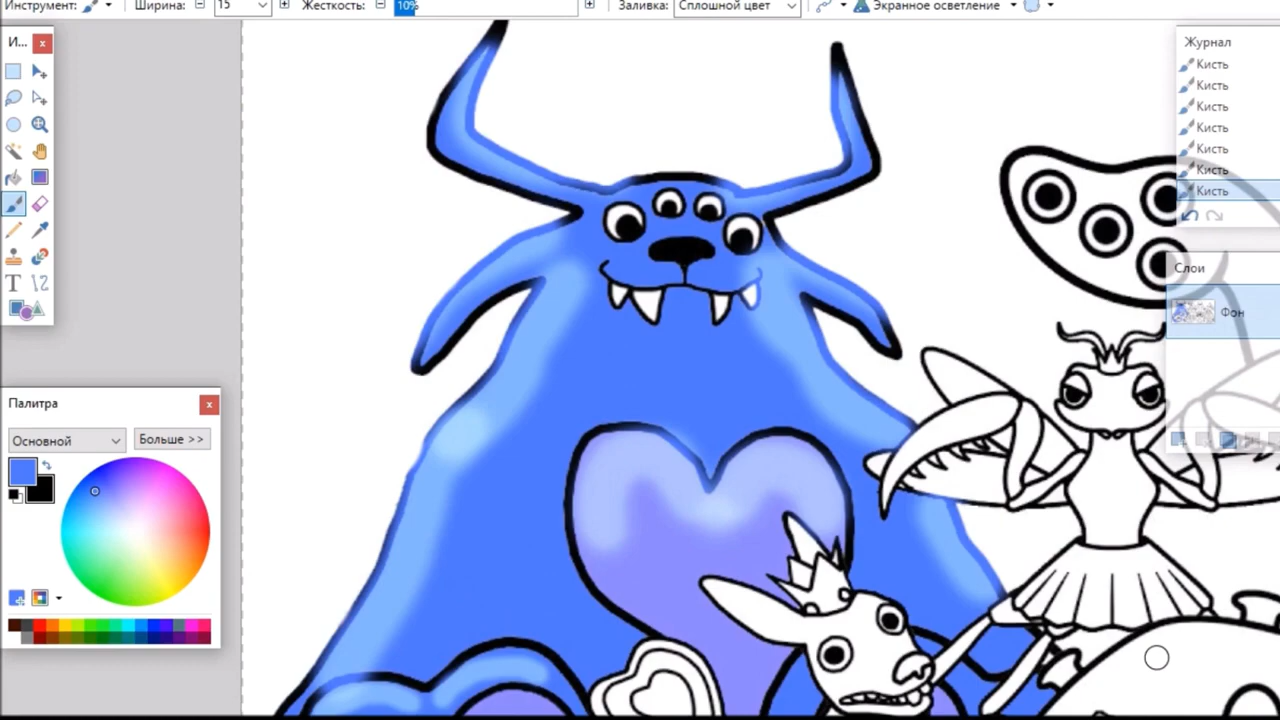 Инструмент:
Ширина:
15
Жесткость:
10%
Заливка:
Сплошной цвет
Экранное осветление
И...
Журнал
Кисть
Кисть
Кисть
Кисть
Кисть
Кисть
Кисть
Слои
Фон
Палитра
Основной
Больше >>